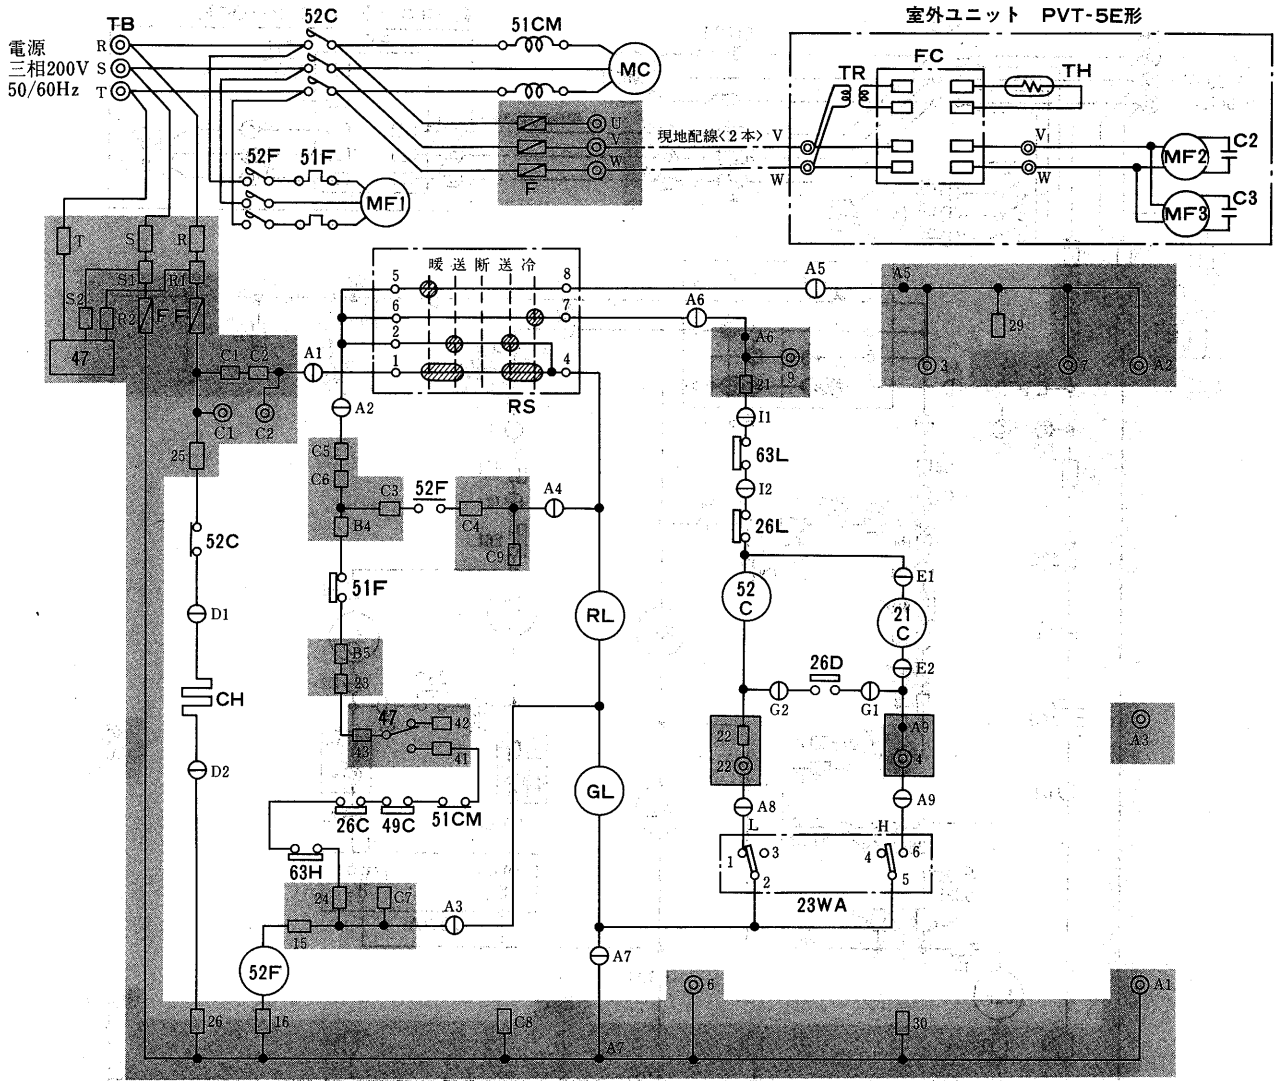 室外ユニット PVT-5E形
TB
52C
51CM
電源
三相200V
50/60Hz
R
S
T
MC
FC
TR
TH
U
V
W
F
現地配線<2本>
V
W
V
W
MF2
C2
MF3
C3
52F
51F
MF1
T
S
R
S1
R1
S2
R2
F
F
47
C1
C2
A1
C1
C2
25
暖 送 断 送 冷
5
8
6
7
2
1
4
RS
A5
A5
A6
A6
9
21
29
3
7
A2
A2
I1
63L
I2
26L
C5
C6
C3
52F
C4
A4
B4
C9
52C
51F
D1
RL
52
C
E1
21
C
E2
B5
23
CH
26D
G2
G1
47
42
43
41
22
22
A9
4
A3
D2
26C
49C
51CM
GL
A8
A9
L
H
63H
1
3
2
4
6
5
23WA
24
C7
15
A3
52F
A7
26
16
C8
A7
6
30
A1